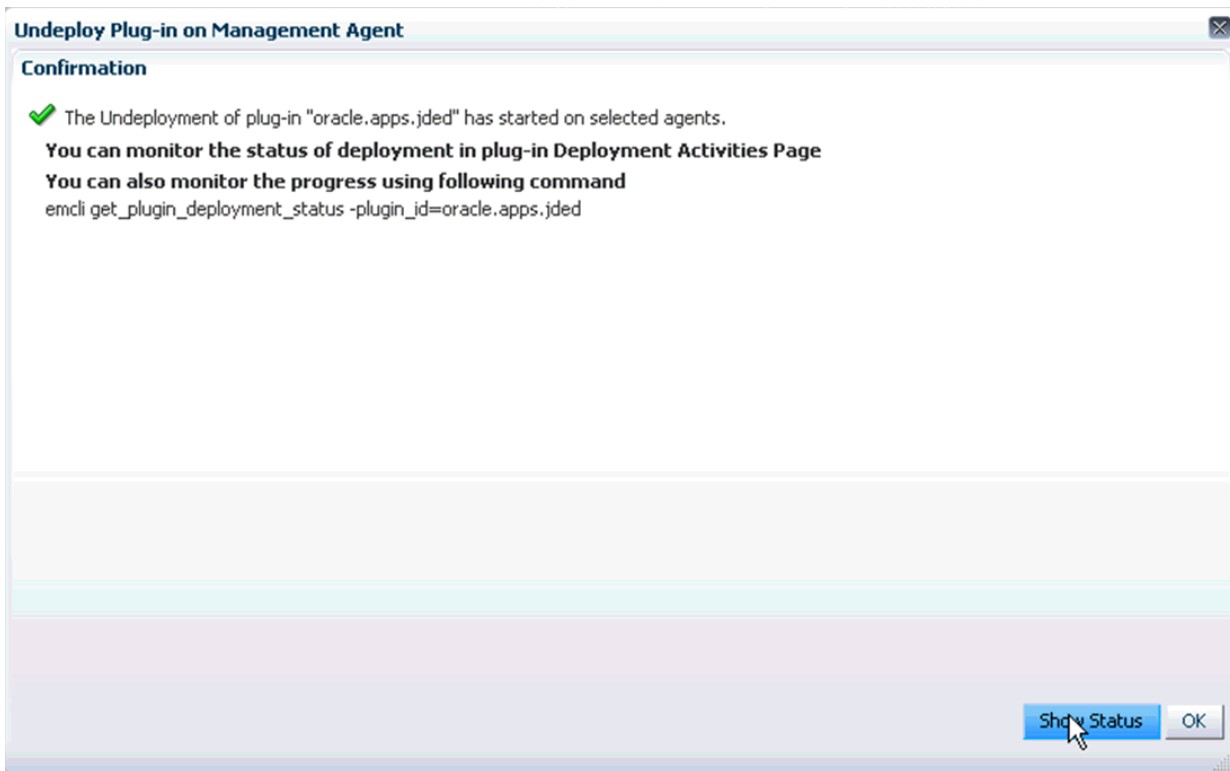 Undeploy Plug-in on Management Agent
Confirmation
The Undeployment of plug-in "oracle.apps.jded" has started on selected agents.
You can monitor the status of deployment in plug-in Deployment Activities Page
You can also monitor the progress using following command
emcli get_plugin_deployment_status -plugin_id=oracle.apps.jded
Show Status
OK